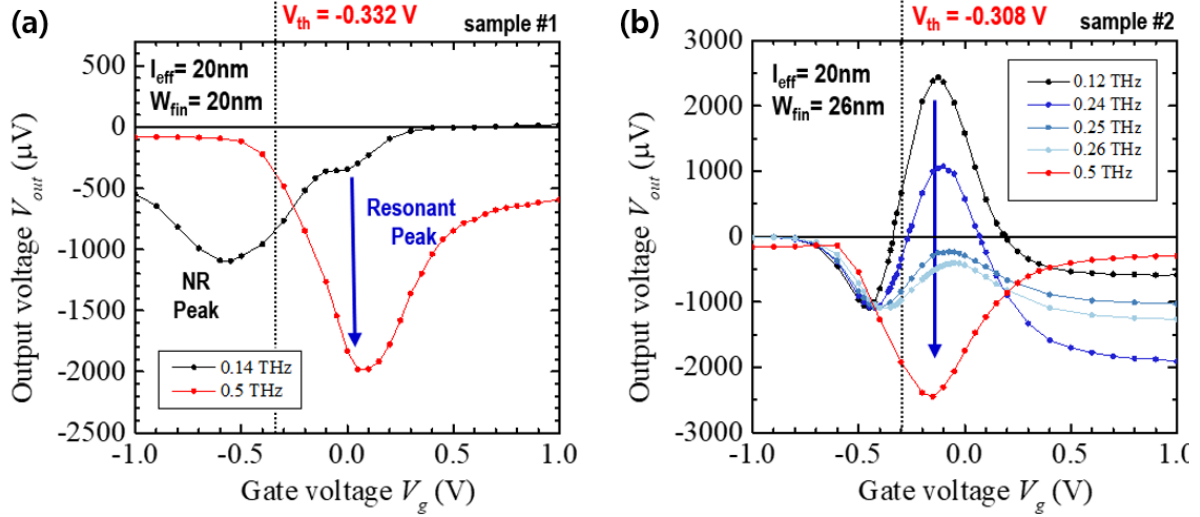 (a)
V_th = -0.332 V
sample #1
I_eff= 20nm
W_fin= 20nm
500
0
-500
-1000
-1500
-2000
-2500
Output voltage V_out (µV)
Resonant
Peak
NR
Peak
0.14 THz
0.5 THz
-1.0
-0.5
0.0
0.5
1.0
Gate voltage V_g (V)
(b)
V_th = -0.308 V
sample #2
I_eff= 20nm
W_fin= 26nm
0.12 THz
0.24 THz
0.25 THz
0.26 THz
0.5 THz
3000
2000
1000
0
-1000
-2000
-3000
Output voltage V_out (µV)
-1.0
-0.5
0.0
0.5
1.0
Gate voltage V_g (V)